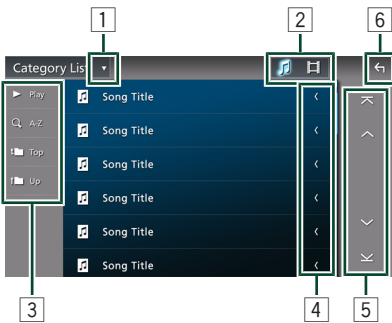 1
2
6
Category List
Play
A-Z
Top
Up
Song Title
Song Title
Song Title
Song Title
Song Title
Song Title
3
4
5